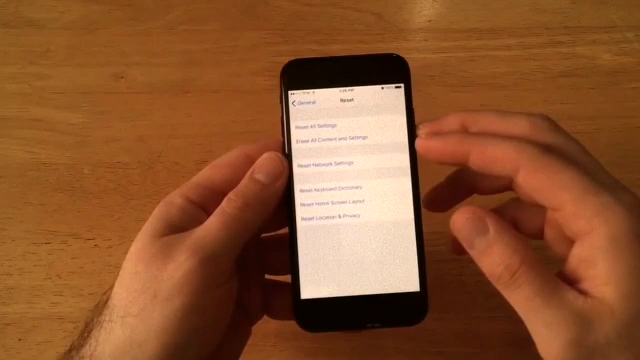 General
Reset
Reset All Settings
Erase All Content and Settings
Reset Network Settings
Reset Keyboard Dictionary
Reset Home Screen Layout
Reset Location & Privacy